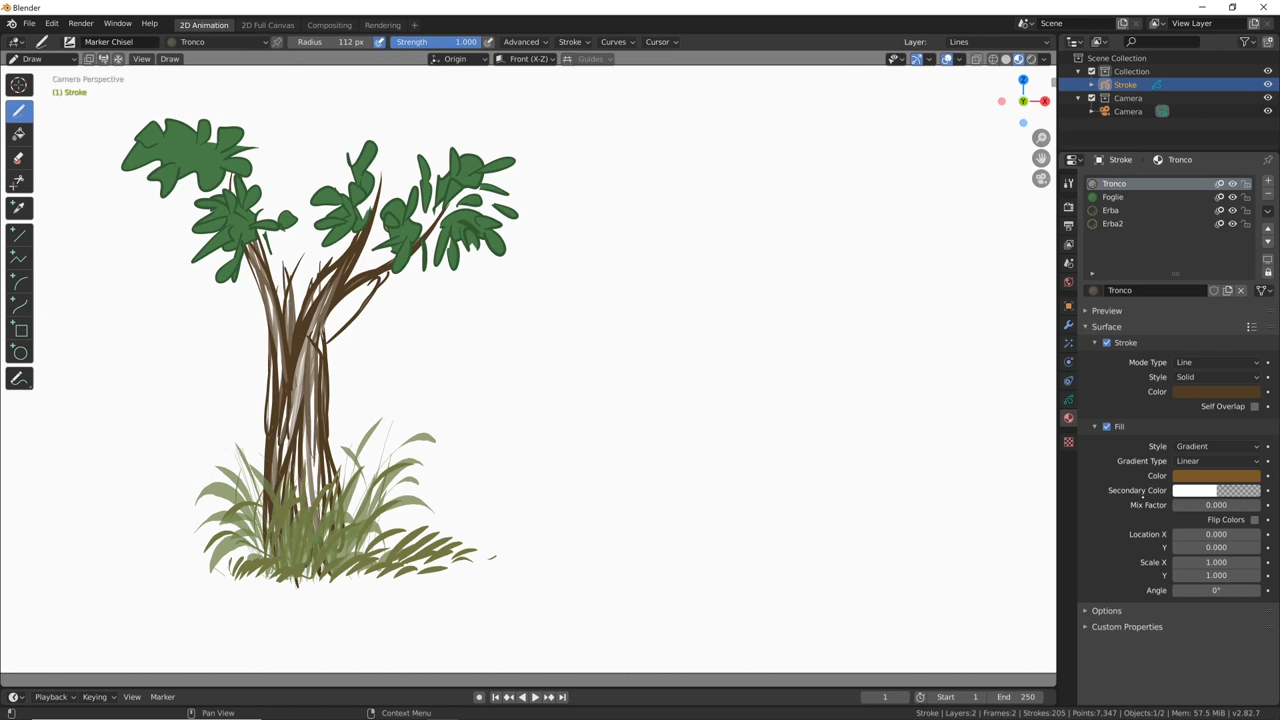 Blender
File Edit Render Window Help 2D Animation 2D Full Canvas Compositing Rendering Scene View Layer
Marker Chisel Tronco Radius 112 px Strength 1.000 Advanced Stroke Curves Cursor Layer: Lines
Draw View Draw Origin Front (X-Z) Guides
Camera Perspective
(1) Stroke
Z
Y
X
Scene Collection
Collection
Stroke
Camera
Camera
Stroke Tronco
Tronco
Foglie
Erba
Erba2
Tronco
Preview
Surface
Stroke
Mode Type Line
Style Solid
Color
Self Overlap
Fill
Style Gradient
Gradient Type Linear
Color
Secondary Color
Mix Factor 0.000
Flip Colors
Location X 0.000
Y 0.000
Scale X 1.000
Y 1.000
Angle 0°
Options
Custom Properties
Playback Keying View Marker 1 Start 1 End 250
Pan View Context Menu Stroke | Layers:2 | Frames:2 | Strokes:205 | Points:7,347 | Objects:1/2 | Mem: 57.5 MiB | v2.82.7